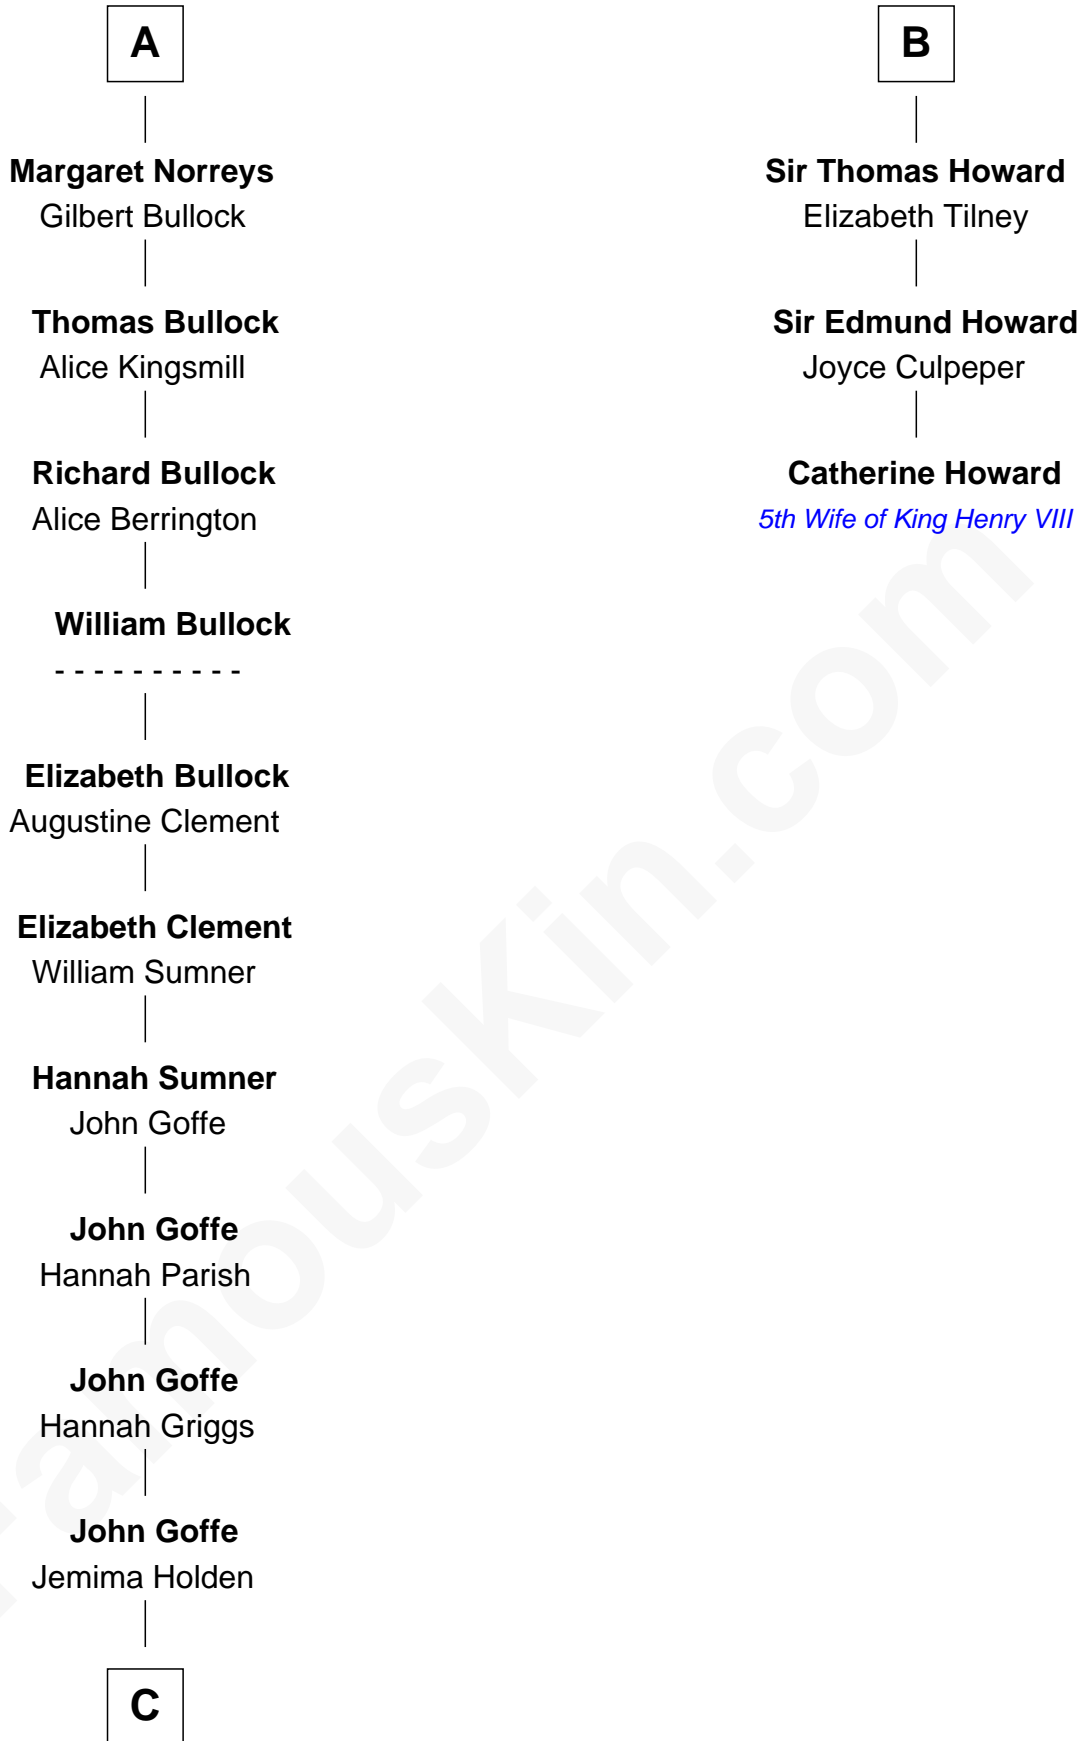 A
Margaret Norreys
Gilbert Bullock
Thomas Bullock
Alice Kingsmill
Richard Bullock
Alice Berrington
William Bullock
- - - - - - - - - -
Elizabeth Bullock
Augustine Clement
Elizabeth Clement
William Sumner
Hannah Sumner
John Goffe
John Goffe
Hannah Parish
John Goffe
Hannah Griggs
John Goffe
Jemima Holden
C
B
Sir Thomas Howard
Elizabeth Tilney
Sir Edmund Howard
Joyce Culpeper
Catherine Howard
5th Wife of King Henry VIII
FamousKin.com